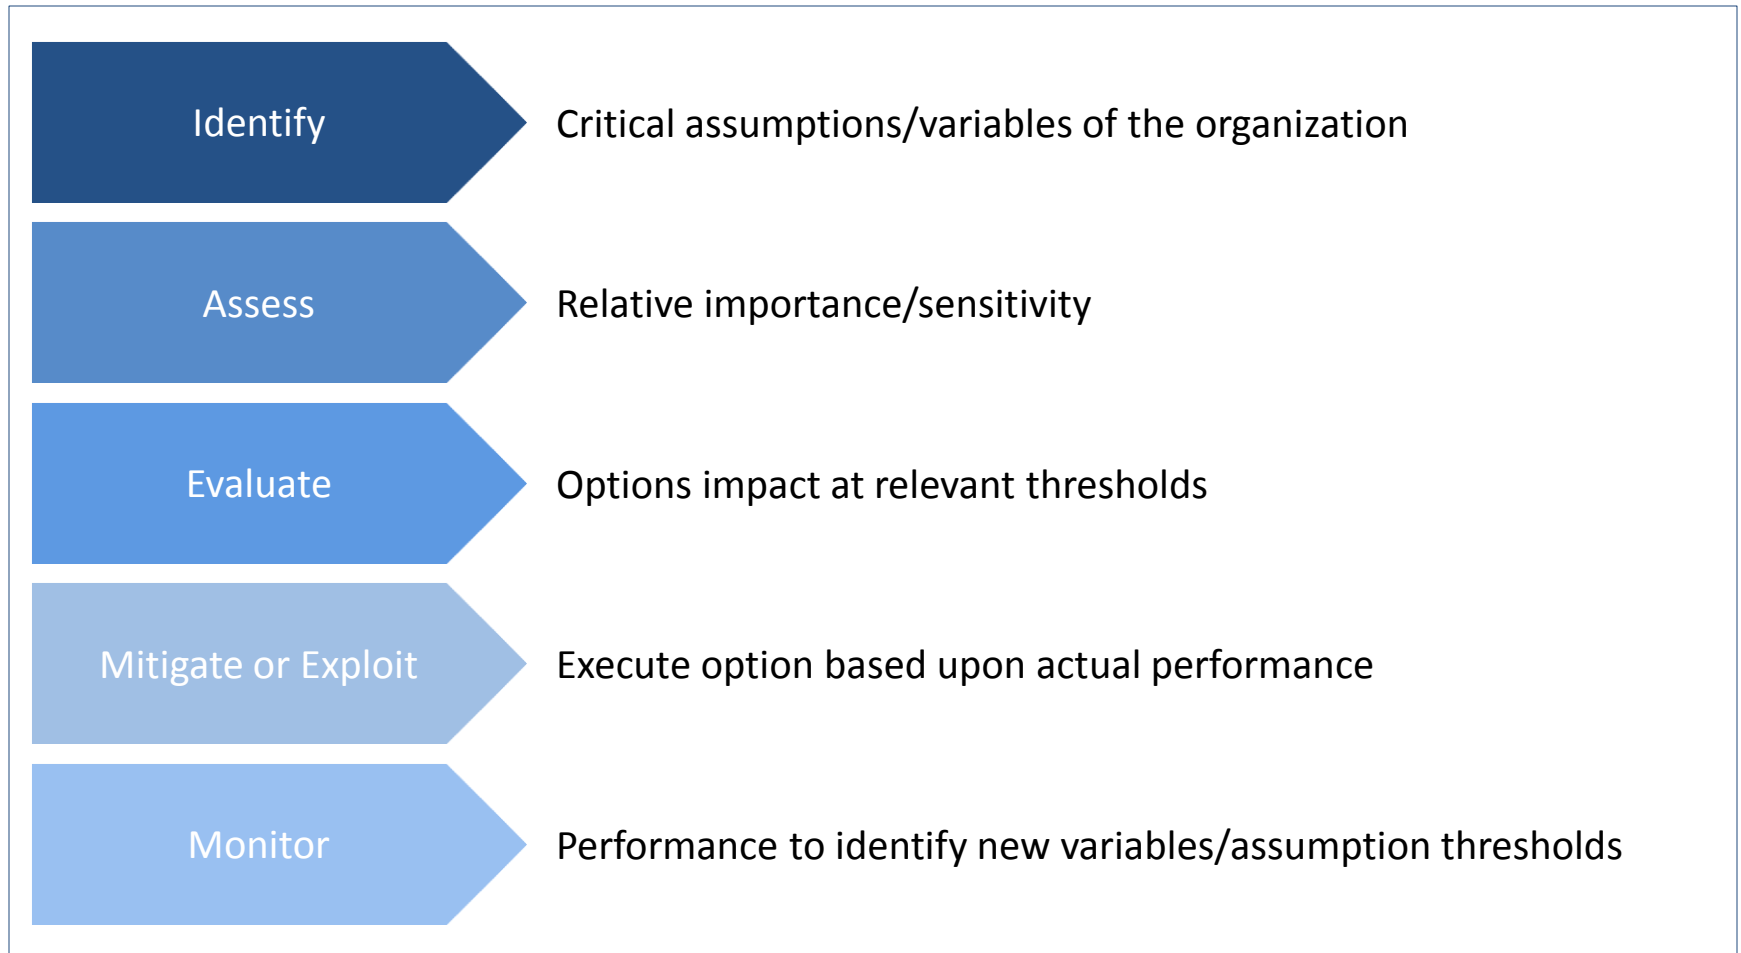 Identify
Critical assumptions/variables of the organization
Assess
Relative importance/sensitivity
Evaluate
Options impact at relevant thresholds
Mitigate or Exploit
Execute option based upon actual performance
Monitor
Performance to identify new variables/assumption thresholds